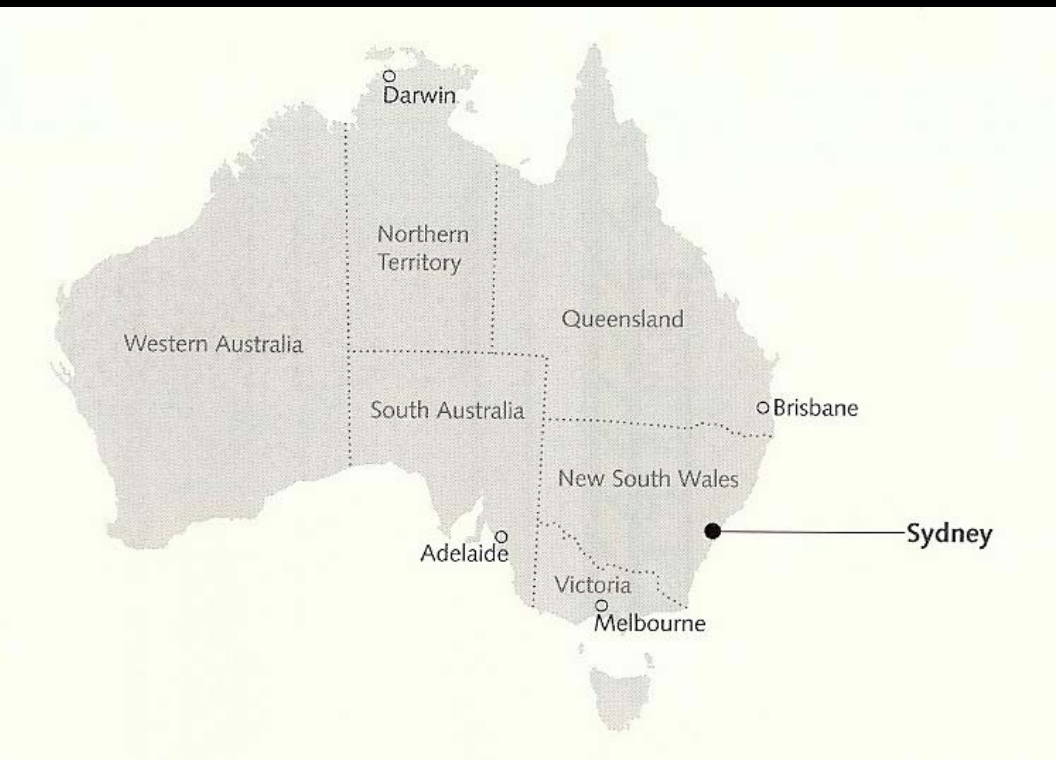 Darwin
Northern
Territory
Queensland
Western Australia
South Australia
Brisbane
New South Wales
Sydney
Adelaide
Victoria
Melbourne